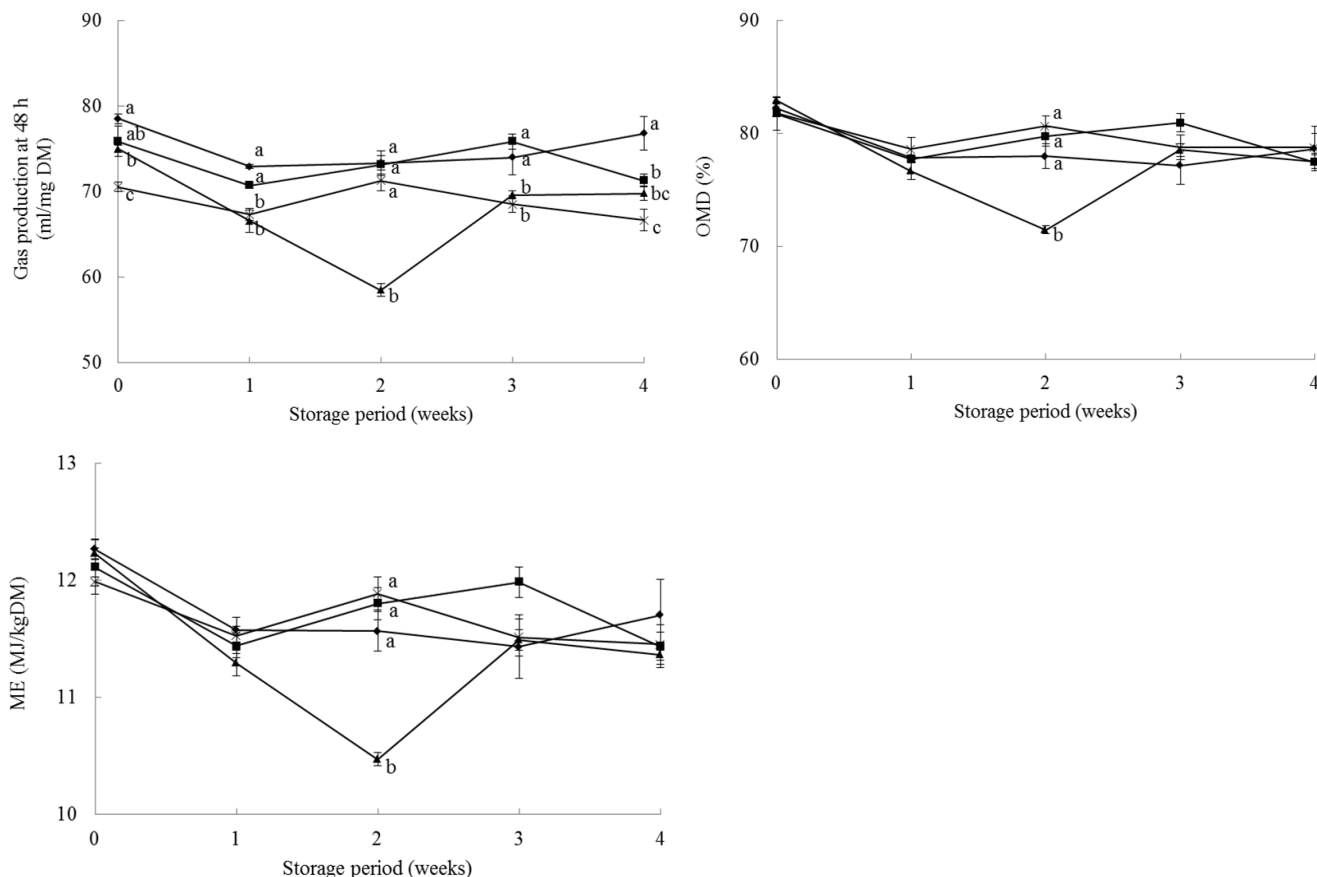 90
80
70
60
50
Gas production at 48 h
(ml/mg DM)
a
ab
b
c
a
a
b
b
a
a
a
b
a
a
b
b
a
b
bc
c
0 1 2 3 4
Storage period (weeks)
90
80
70
60
OMD (%)
a
a
b
0 1 2 3 4
Storage period (weeks)
13
12
11
10
ME (MJ/kgDM)
a
a
a
b
0 1 2 3 4
Storage period (weeks)